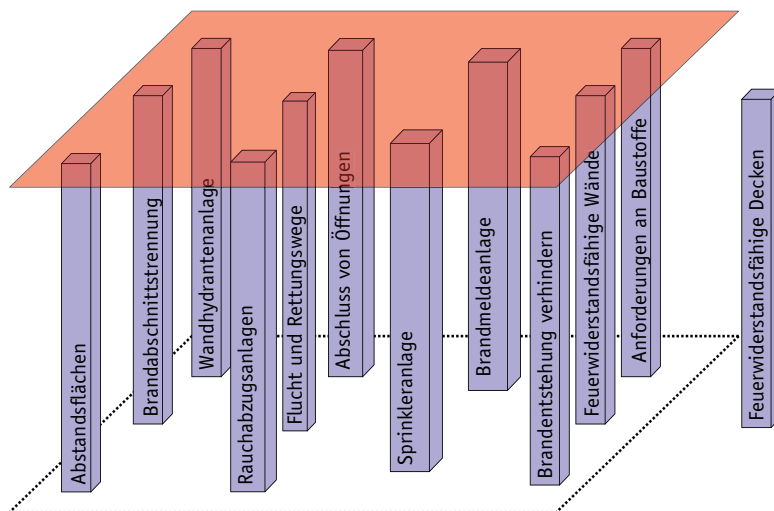 Abstandsflächen
Brandabschnittstrennung
Wandhydrantenanlage
Rauchabzugsanlagen
Flucht und Rettungswege
Abschluss von Öffnungen
Sprinkleranlage
Brandmeldeanlage
Brandentstehung verhindern
Feuerwiderstandsfähige Wände
Anforderungen an Baustoffe
Feuerwiderstandsfähige Decken